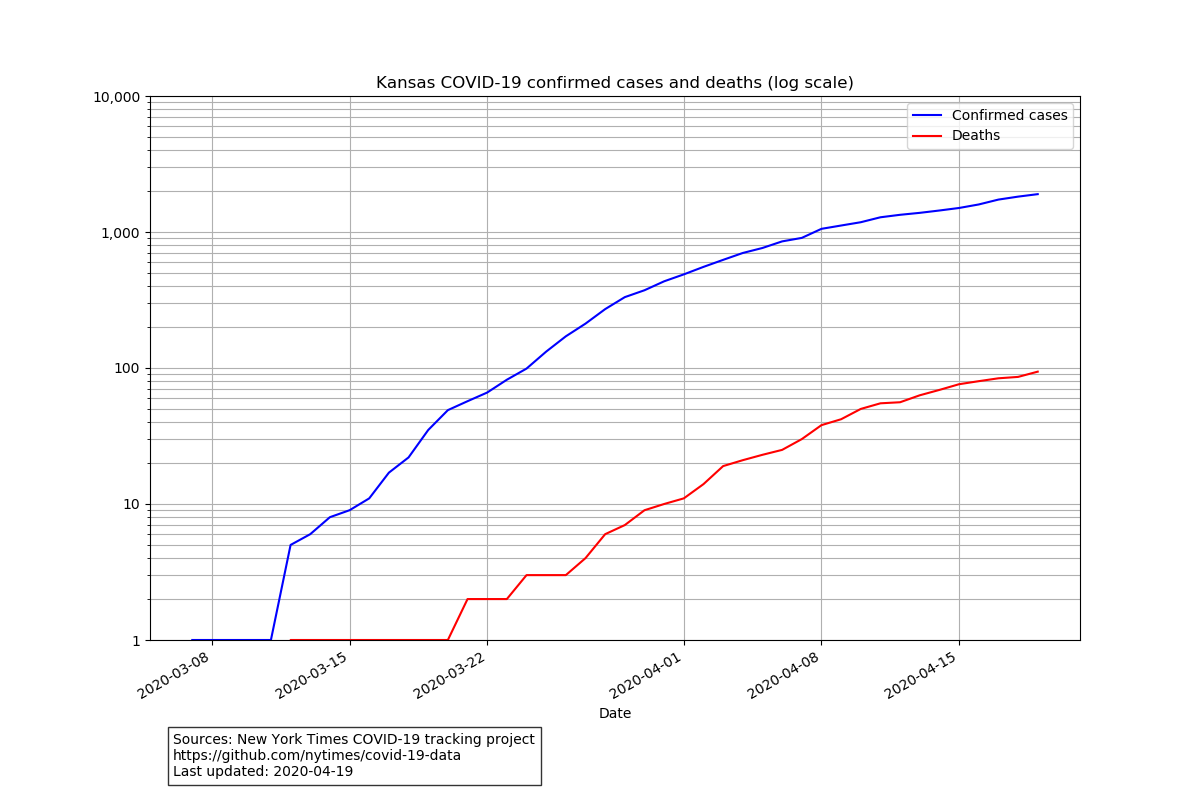 Kansas COVID-19 confirmed cases and deaths (log scale)
10,000
1,000
100
10
1
Confirmed cases
Deaths
2020-03-08
2020-03-15
2020-03-22
2020-04-01
2020-04-08
2020-04-15
Date
Sources: New York Times COVID-19 tracking project
https://github.com/nytimes/covid-19-data
Last updated: 2020-04-19